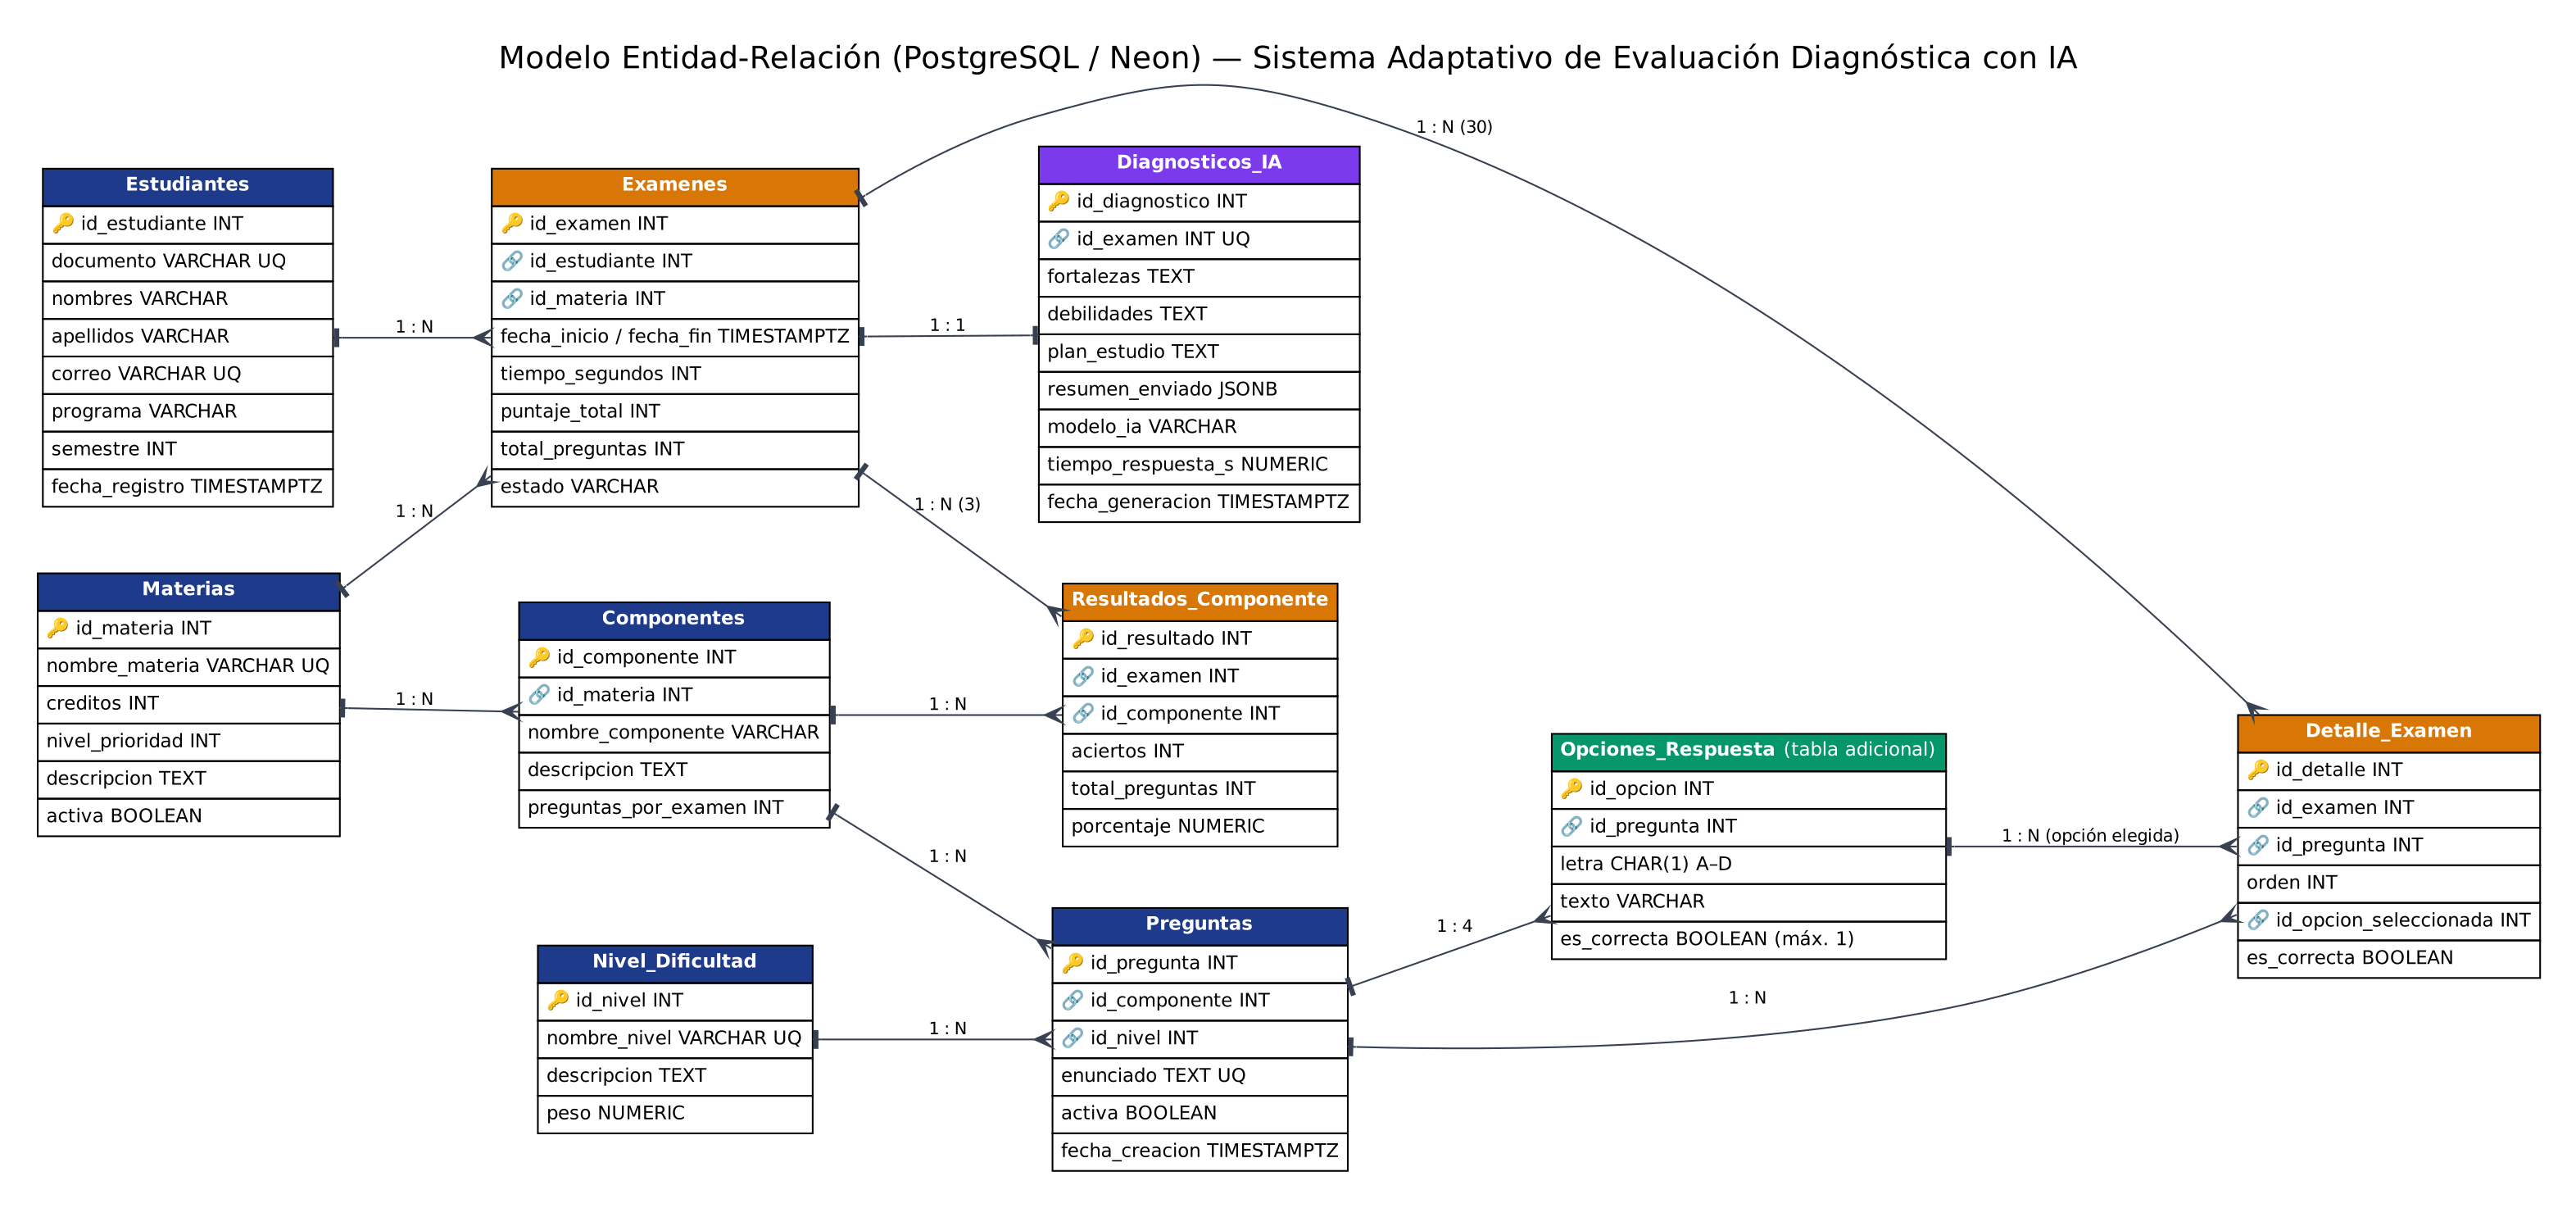 Modelo Entidad-Relación (PostgreSQL / Neon) — Sistema Adaptativo de Evaluación Diagnóstica con IA
1 : N (30)
Estudiantes
🔑 id_estudiante INT
documento VARCHAR UQ
nombres VARCHAR
apellidos VARCHAR
correo VARCHAR UQ
programa VARCHAR
semestre INT
fecha_registro TIMESTAMPTZ
1 : N
Examenes
🔑 id_examen INT
🔗 id_estudiante INT
🔗 id_materia INT
fecha_inicio / fecha_fin TIMESTAMPTZ
tiempo_segundos INT
puntaje_total INT
total_preguntas INT
estado VARCHAR
1 : 1
Diagnosticos_IA
🔑 id_diagnostico INT
🔗 id_examen INT UQ
fortalezas TEXT
debilidades TEXT
plan_estudio TEXT
resumen_enviado JSONB
modelo_ia VARCHAR
tiempo_respuesta_s NUMERIC
fecha_generacion TIMESTAMPTZ
1 : N
1 : N (3)
Materias
🔑 id_materia INT
nombre_materia VARCHAR UQ
creditos INT
nivel_prioridad INT
descripcion TEXT
activa BOOLEAN
1 : N
Componentes
🔑 id_componente INT
🔗 id_materia INT
nombre_componente VARCHAR
descripcion TEXT
preguntas_por_examen INT
1 : N
Resultados_Componente
🔑 id_resultado INT
🔗 id_examen INT
🔗 id_componente INT
aciertos INT
total_preguntas INT
porcentaje NUMERIC
1 : N
Nivel_Dificultad
🔑 id_nivel INT
nombre_nivel VARCHAR UQ
descripcion TEXT
peso NUMERIC
1 : N
Preguntas
🔑 id_pregunta INT
🔗 id_componente INT
🔗 id_nivel INT
enunciado TEXT UQ
activa BOOLEAN
fecha_creacion TIMESTAMPTZ
1 : 4
Opciones_Respuesta (tabla adicional)
🔑 id_opcion INT
🔗 id_pregunta INT
letra CHAR(1) A–D
texto VARCHAR
es_correcta BOOLEAN (máx. 1)
1 : N (opción elegida)
1 : N
Detalle_Examen
🔑 id_detalle INT
🔗 id_examen INT
🔗 id_pregunta INT
orden INT
🔗 id_opcion_seleccionada INT
es_correcta BOOLEAN